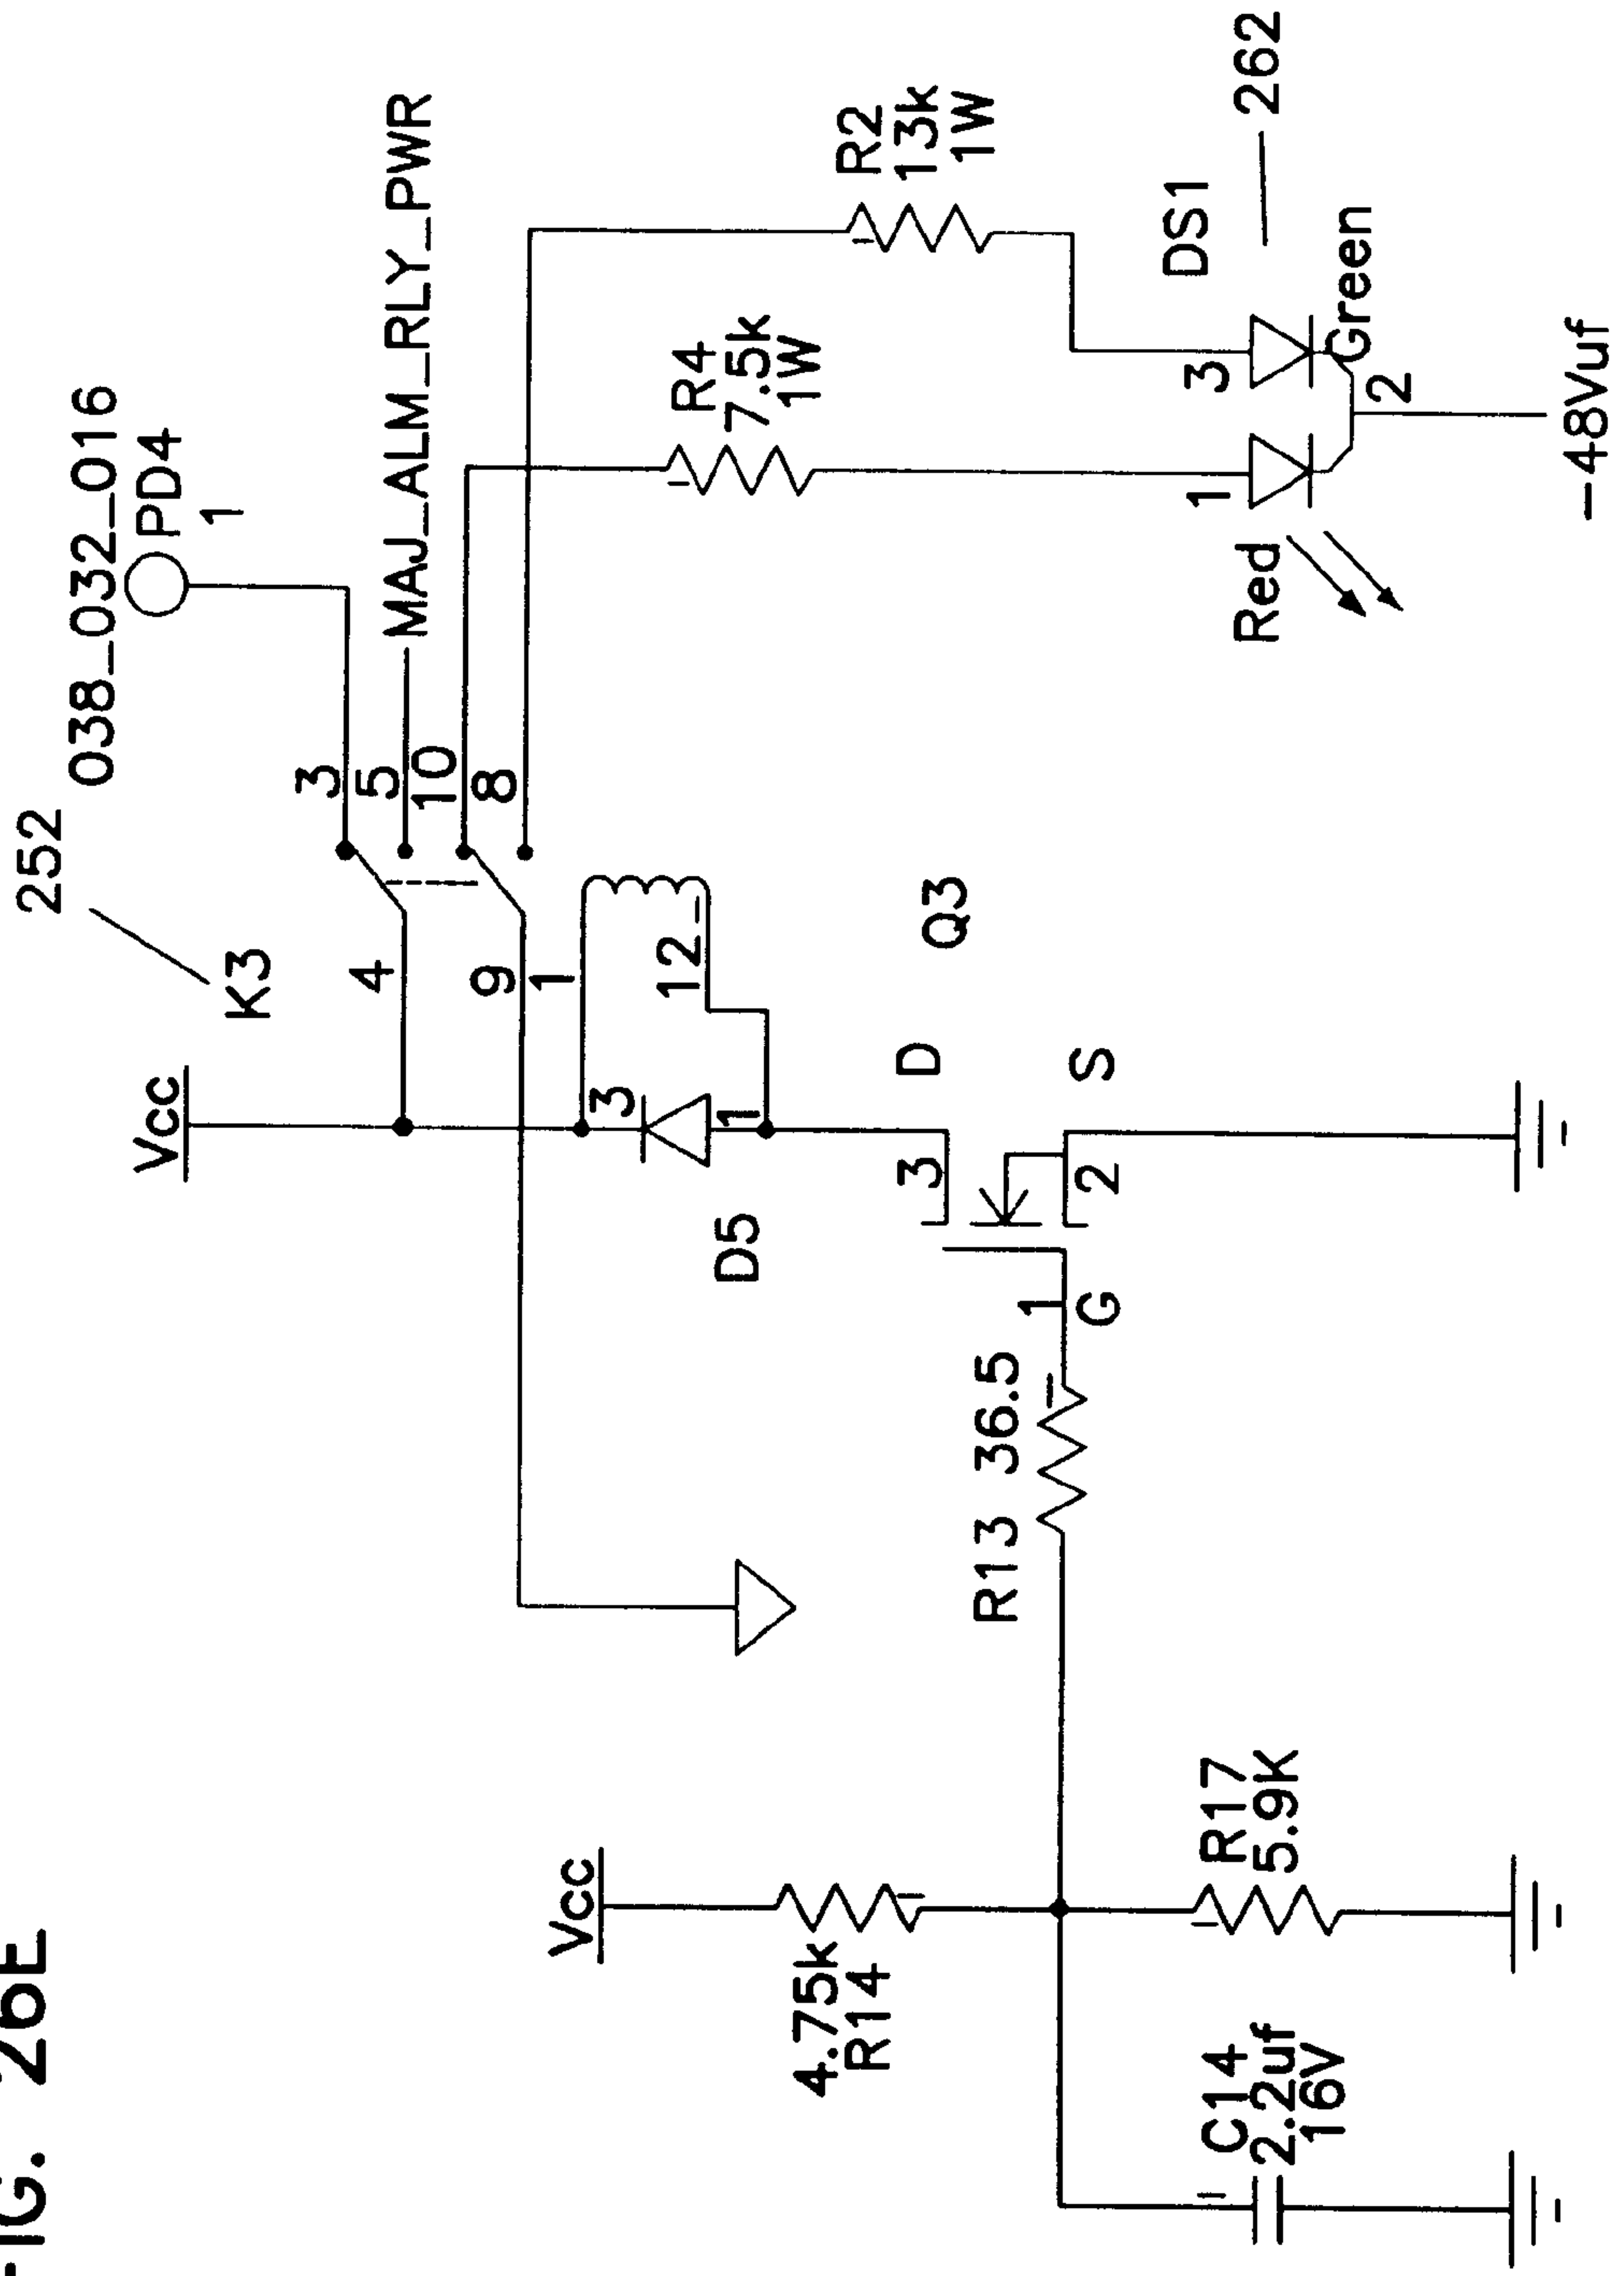 FIG. 26E
252
K3
038_032_016
PD4
1
Vcc
4
3
5
MAJ_ALM_RLY_PWR
10
9
8
1
12
3
1
D5
Q3
D
3
S
2
1
G
R13 36.5
Vcc
4.75k
R14
R17
5.9K
C14
2.2uf
16V
R4
7.5k
1W
R2
13k
1W
DS1
262
1
3
Red
Green
2
-48Vuf